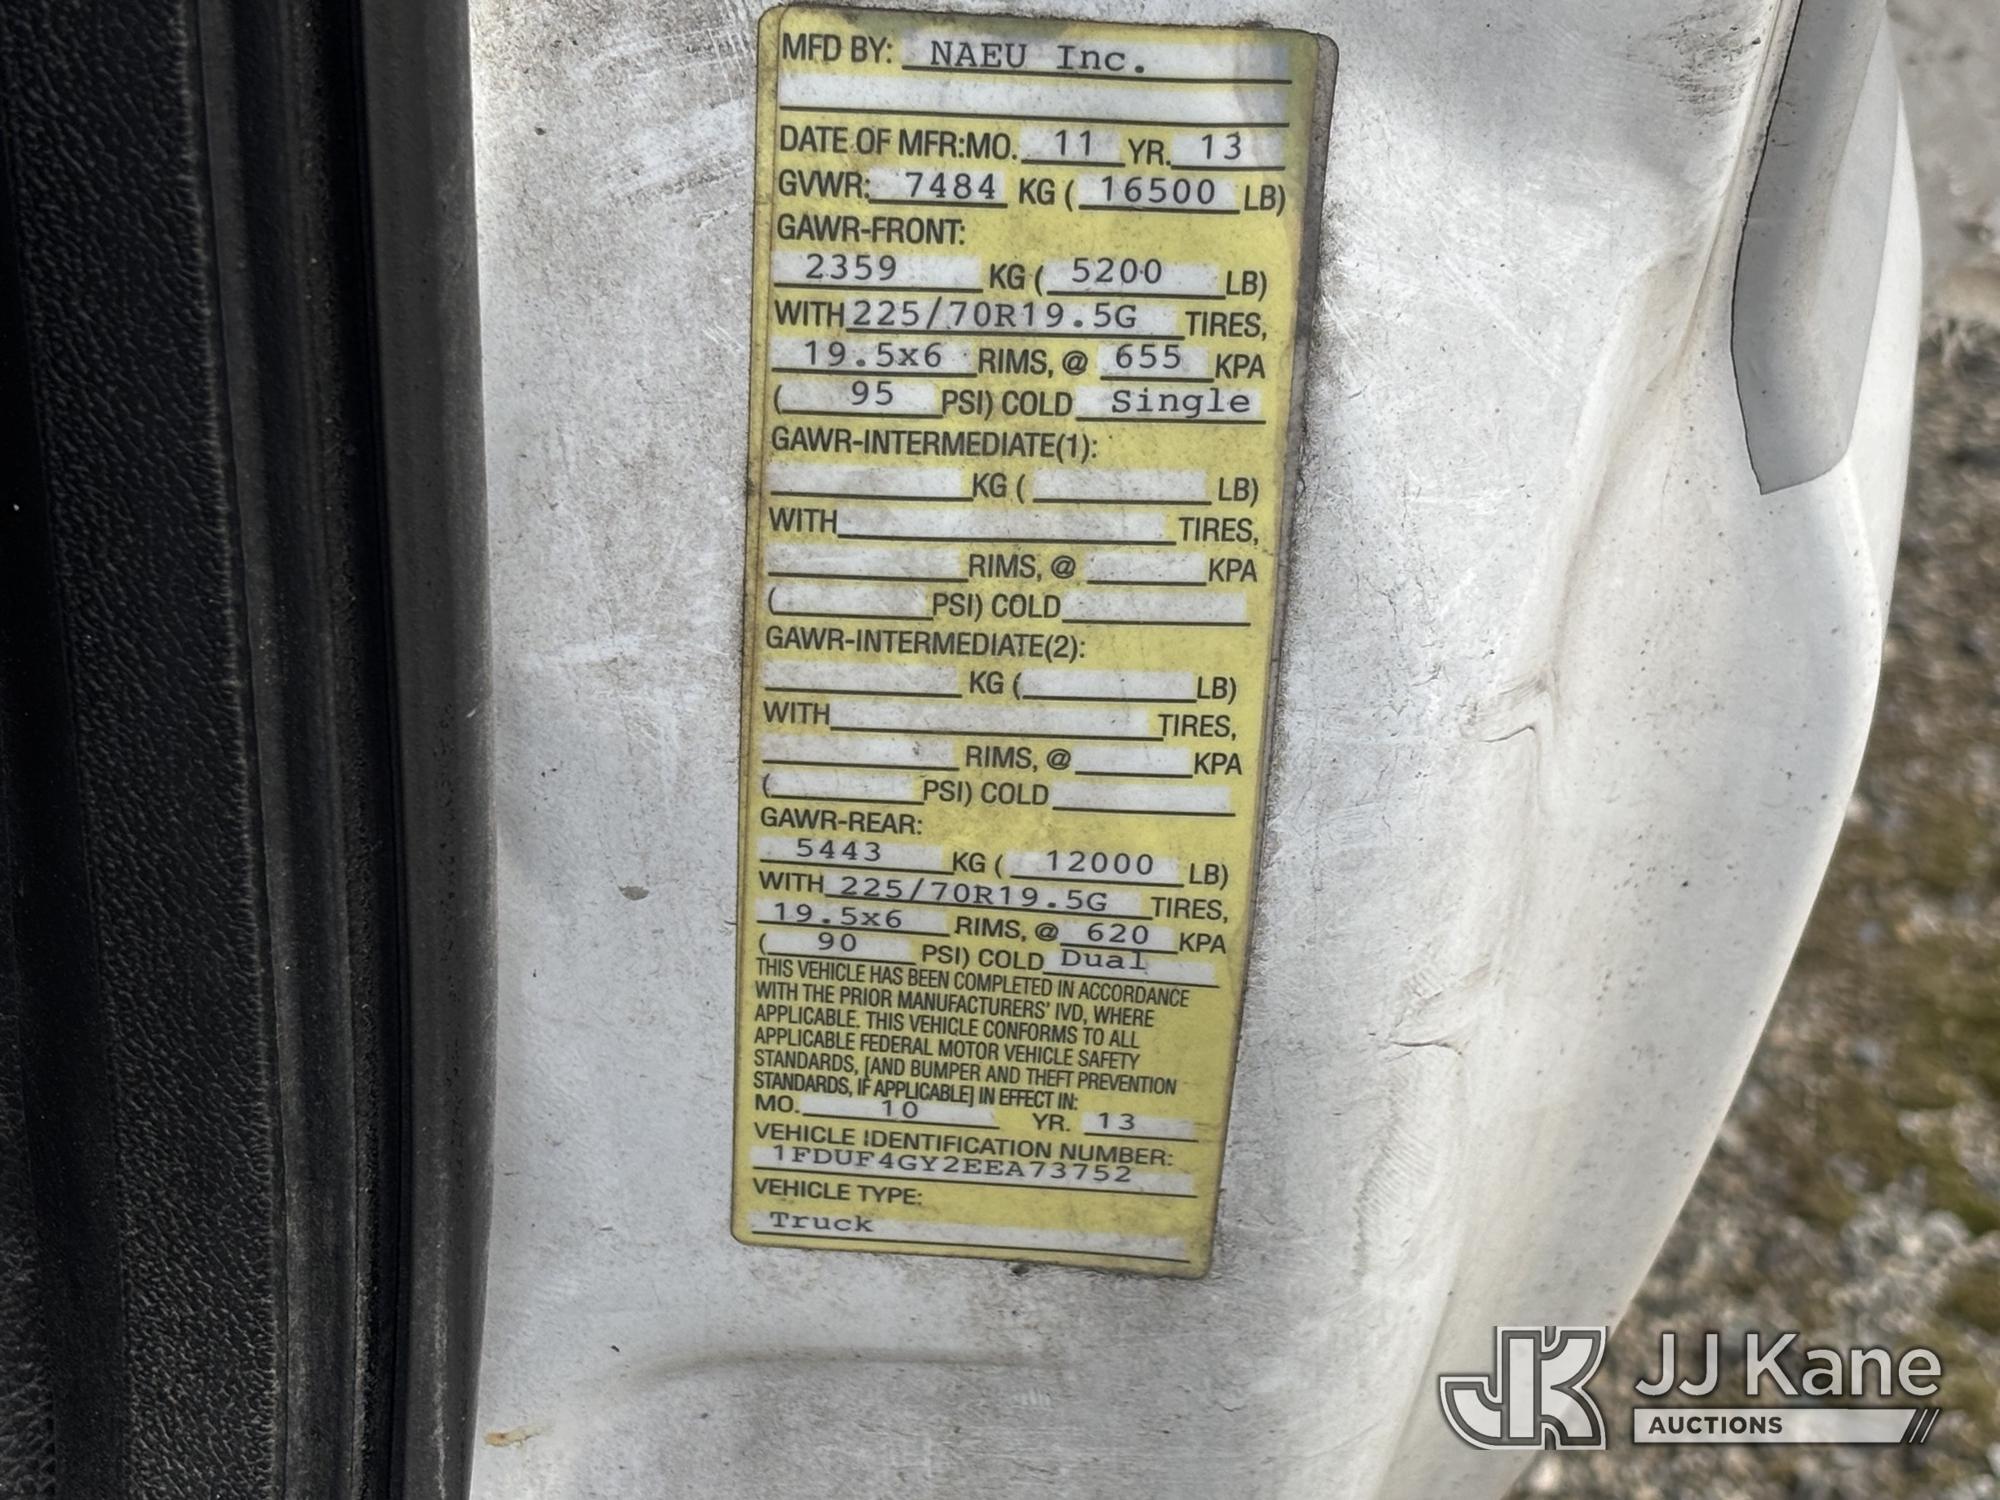 MFD BY: NAEU Inc.
DATE OF MFR:MO. 11 YR. 13
GVWR: 7484 KG ( 16500 LB)
GAWR-FRONT:
2359 KG ( 5200 LB)
WITH 225/70R19.5G TIRES,
19.5x6 RIMS, @ 655 KPA
( 95 PSI) COLD Single
GAWR-INTERMEDIATE(1):
KG ( LB)
WITH TIRES,
RIMS, @ KPA
( PSI) COLD
GAWR-INTERMEDIATE(2):
KG ( LB)
WITH TIRES,
RIMS, @ KPA
( PSI) COLD
GAWR-REAR:
5443 KG ( 12000 LB)
WITH 225/70R19.5G TIRES,
19.5x6 RIMS, @ 620 KPA
( 90 PSI) COLD Dual
THIS VEHICLE HAS BEEN COMPLETED IN ACCORDANCE
WITH THE PRIOR MANUFACTURERS' IVD, WHERE
APPLICABLE. THIS VEHICLE CONFORMS TO ALL
APPLICABLE FEDERAL MOTOR VEHICLE SAFETY
STANDARDS, [AND BUMPER AND THEFT PREVENTION
STANDARDS, IF APPLICABLE] IN EFFECT IN:
MO. 10 YR. 13
VEHICLE IDENTIFICATION NUMBER:
1FDUF4GY2EEA73752
VEHICLE TYPE:
Truck
JK JJ Kane
AUCTIONS